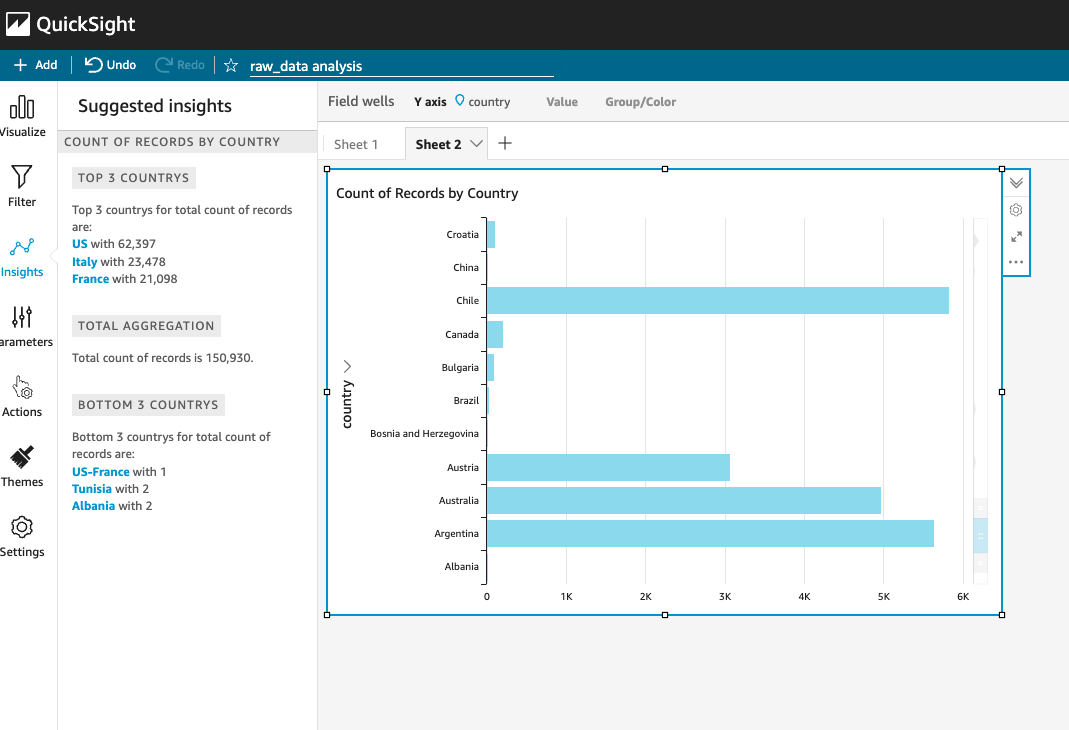 QuickSight
Add Undo Redo raw_data analysis
Visualize
Filter
Insights
arameters
Actions
Themes
Settings
Suggested insights
COUNT OF RECORDS BY COUNTRY
TOP 3 COUNTRYS
Top 3 countrys for total count of records
are:
US with 62,397
Italy with 23,478
France with 21,098
TOTAL AGGREGATION
Total count of records is 150,930.
BOTTOM 3 COUNTRYS
Bottom 3 countrys for total count of
records are:
US-France with 1
Tunisia with 2
Albania with 2
Field wells Y axis country Value Group/Color
Sheet 1 Sheet 2
Count of Records by Country
country
Croatia
China
Chile
Canada
Bulgaria
Brazil
Bosnia and Herzegovina
Austria
Australia
Argentina
Albania
0 1K 2K 3K 4K 5K 6K